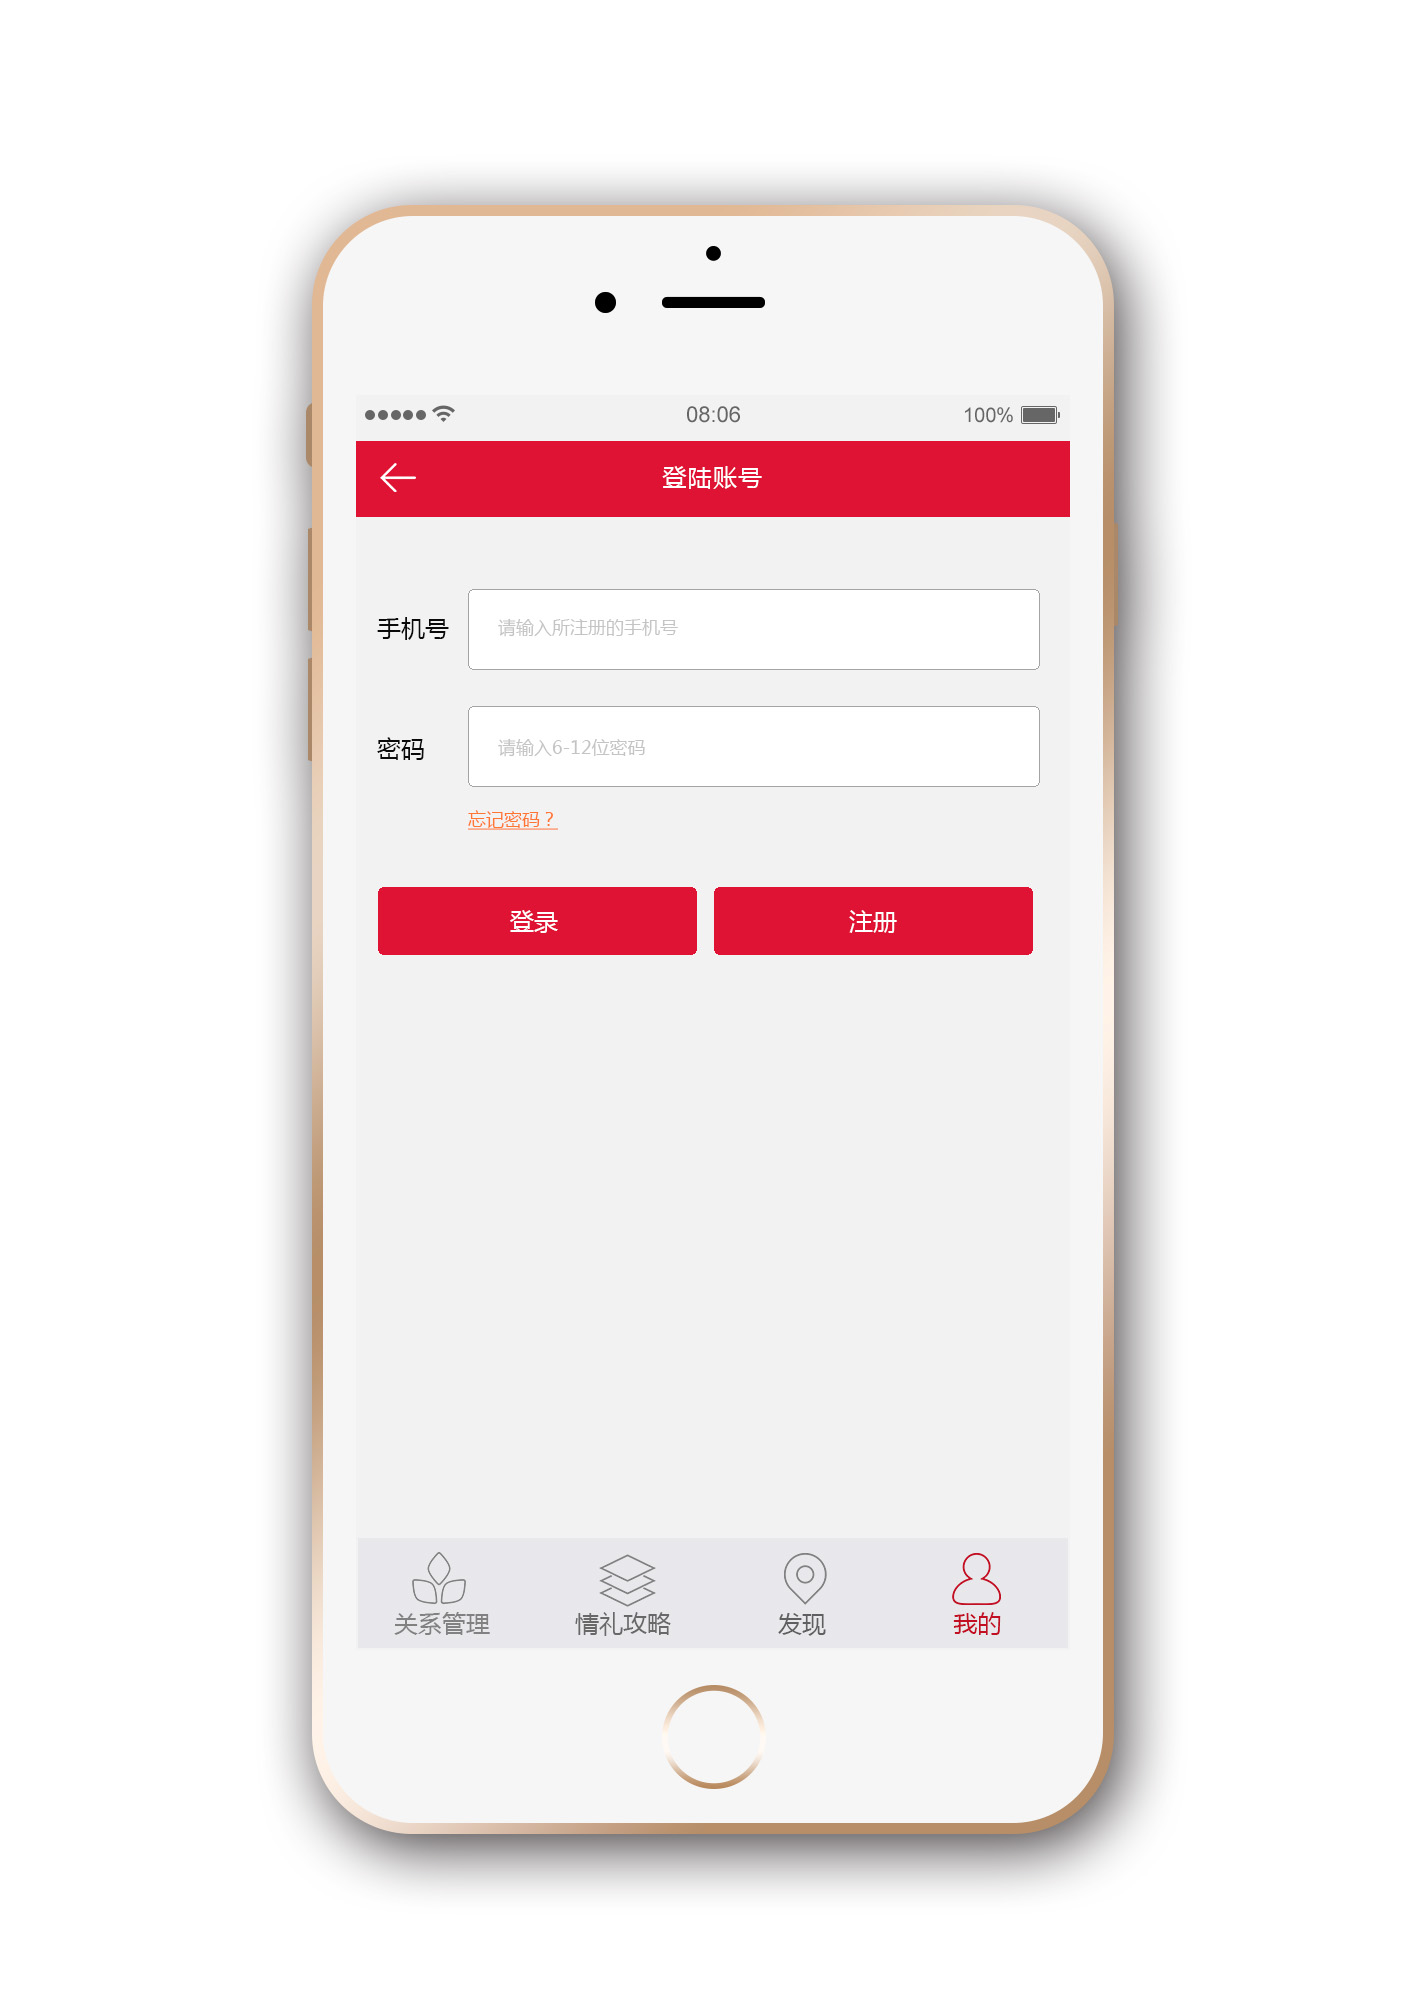 08:06
100%
登陆账号
手机号
请输入所注册的手机号
密码
请输入6-12位密码
忘记密码？
登录
注册
关系管理
情礼攻略
发现
我的